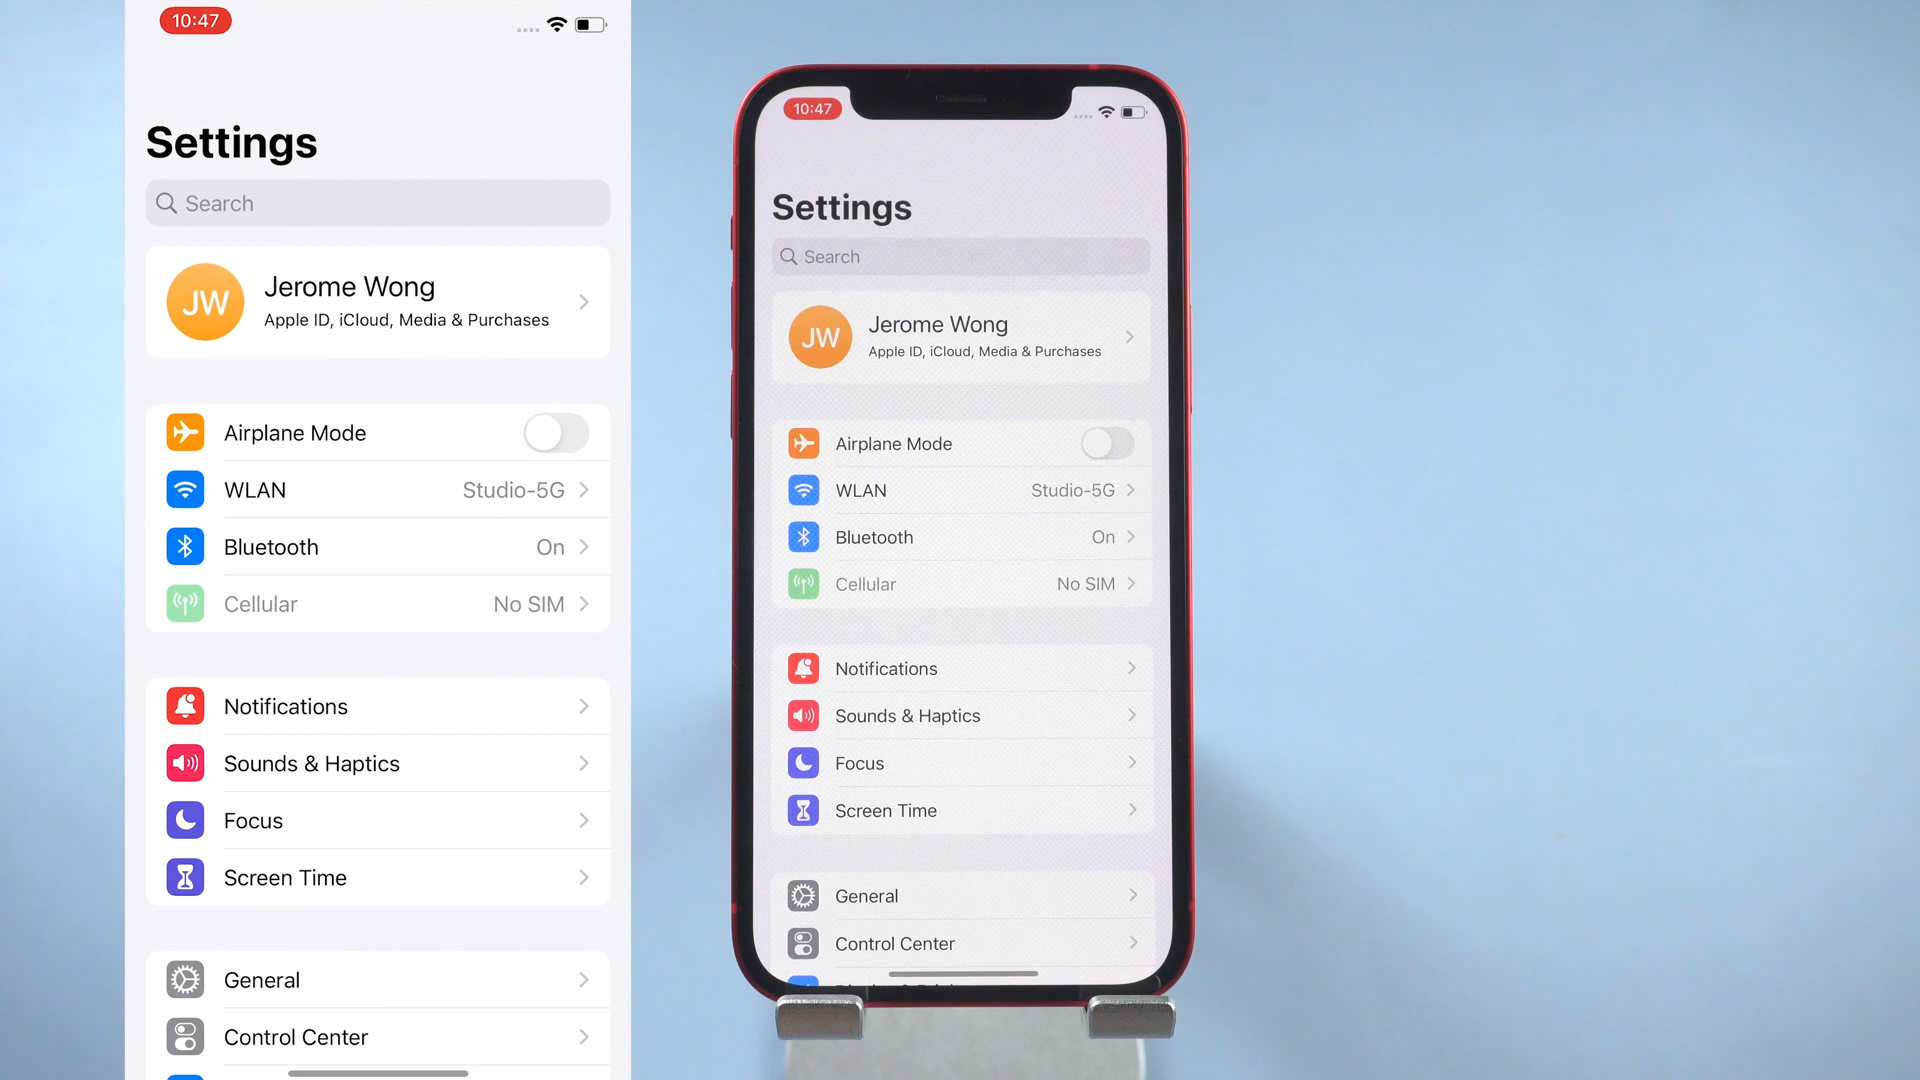 10:47
Settings
Search
JW
Jerome Wong
Apple ID, iCloud, Media & Purchases
Airplane Mode
WLAN Studio-5G
Bluetooth On
Cellular No SIM
Notifications
Sounds & Haptics
Focus
Screen Time
General
Control Center
10:47
Settings
Search
JW
Jerome Wong
Apple ID, iCloud, Media & Purchases
Airplane Mode
WLAN Studio-5G
Bluetooth On
Cellular No SIM
Notifications
Sounds & Haptics
Focus
Screen Time
General
Control Center